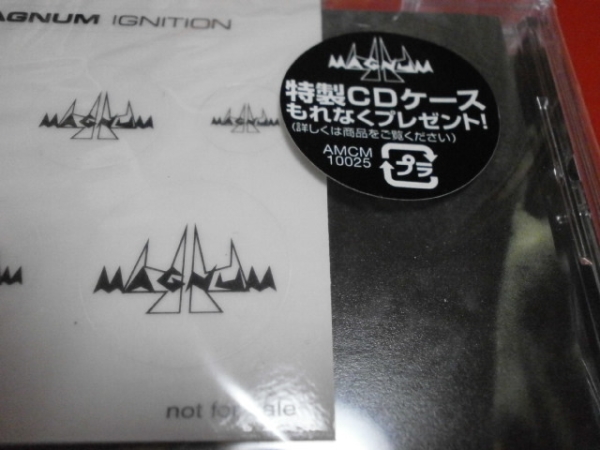 MAGNUM IGNITION
MAGNUM
特製CDケース
もれなくプレゼント!
(詳しくは商品をご覧ください)
AMCM
10025
プラ
MAGNUM
MAGNUM
MAGNUM
not for sale